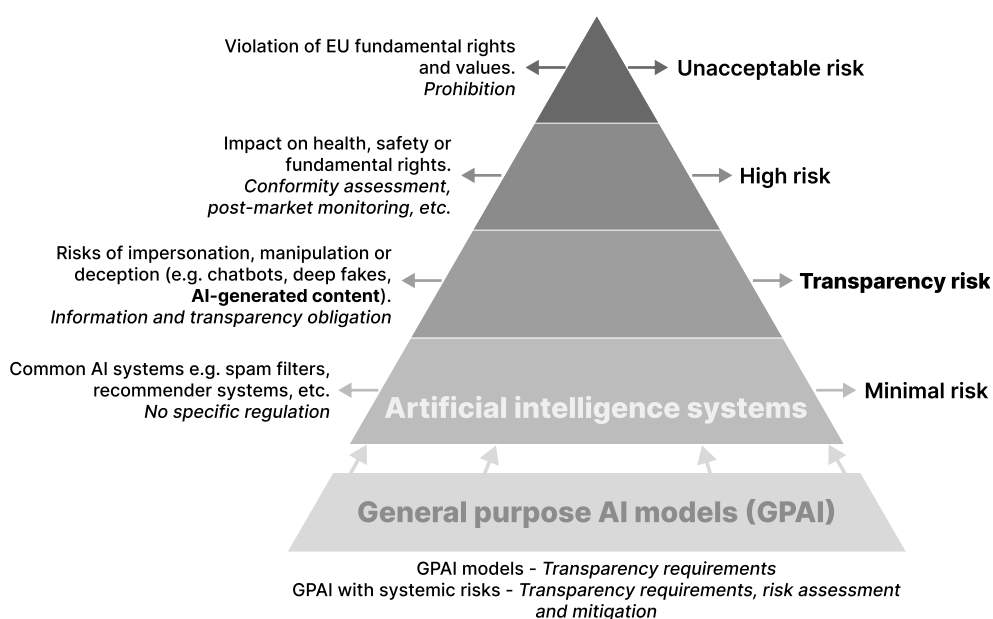 Violation of EU fundamental rights
and values.
Prohibition
Unacceptable risk
Impact on health, safety or
fundamental rights.
Conformity assessment,
post-market monitoring, etc.
High risk
Risks of impersonation, manipulation or
deception (e.g. chatbots, deep fakes,
AI-generated content).
Information and transparency obligation
Transparency risk
Common AI systems e.g. spam filters,
recommender systems, etc.
No specific regulation
Minimal risk
Artificial intelligence systems
General purpose AI models (GPAI)
GPAI models - Transparency requirements
GPAI with systemic risks - Transparency requirements, risk assessment
and mitigation